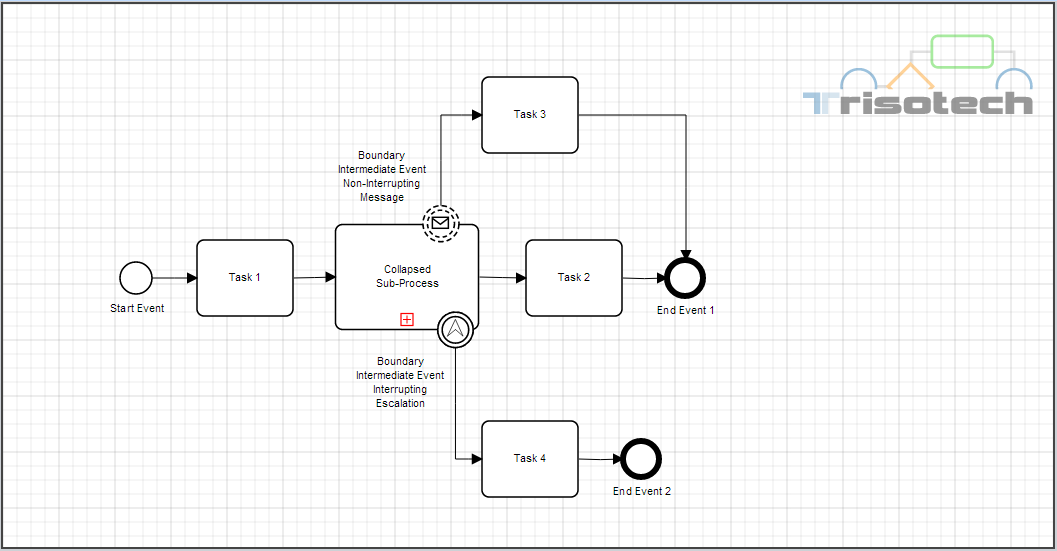 Trisotech
Task 3
Boundary
Intermediate Event
Non-Interrupting
Message
Task 1
Collapsed
Sub-Process
Task 2
Start Event
End Event 1
Boundary
Intermediate Event
Interrupting
Escalation
Task 4
End Event 2